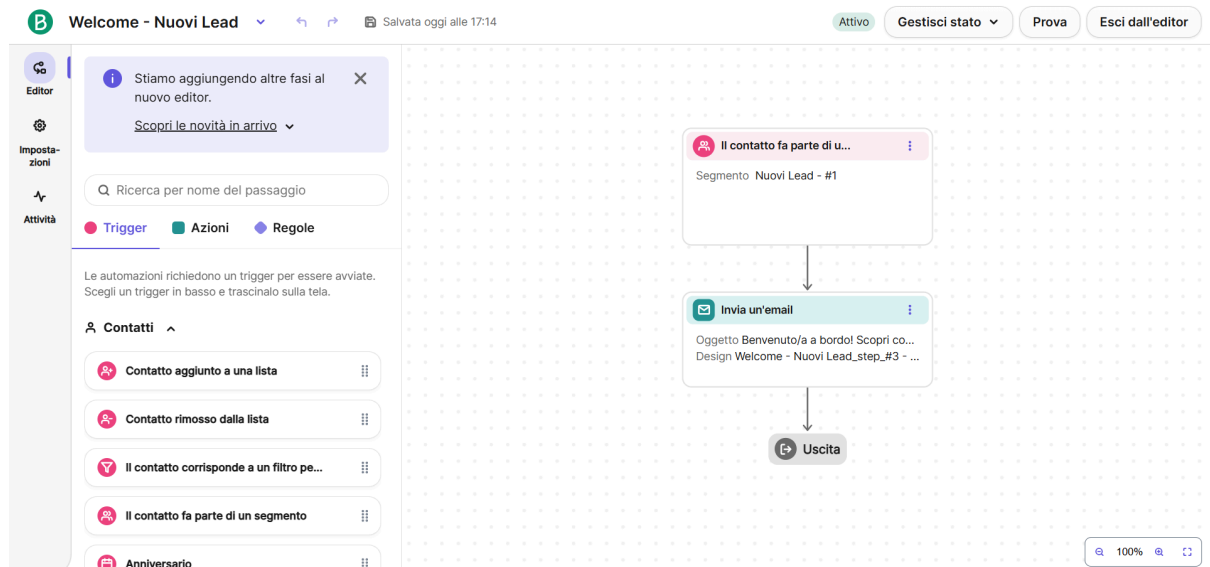 B
Welcome - Nuovi Lead
Salvata oggi alle 17:14
Attivo
Gestisci stato
Prova
Esci dall'editor
Editor
Imposta-
zioni
Attività
Stiamo aggiungendo altre fasi al
nuovo editor.
Scopri le novità in arrivo
Ricerca per nome del passaggio
Trigger
Azioni
Regole
Le automazioni richiedono un trigger per essere avviate.
Scegli un trigger in basso e trascinalo sulla tela.
Contatti
Contatto aggiunto a una lista
Contatto rimosso dalla lista
Il contatto corrisponde a un filtro pe...
Il contatto fa parte di un segmento
Anniversario
Il contatto fa parte di u...
Segmento Nuovi Lead - #1
Invia un'email
Oggetto Benvenuto/a a bordo! Scopri co...
Design Welcome - Nuovi Lead_step_#3 - ...
Uscita
100%